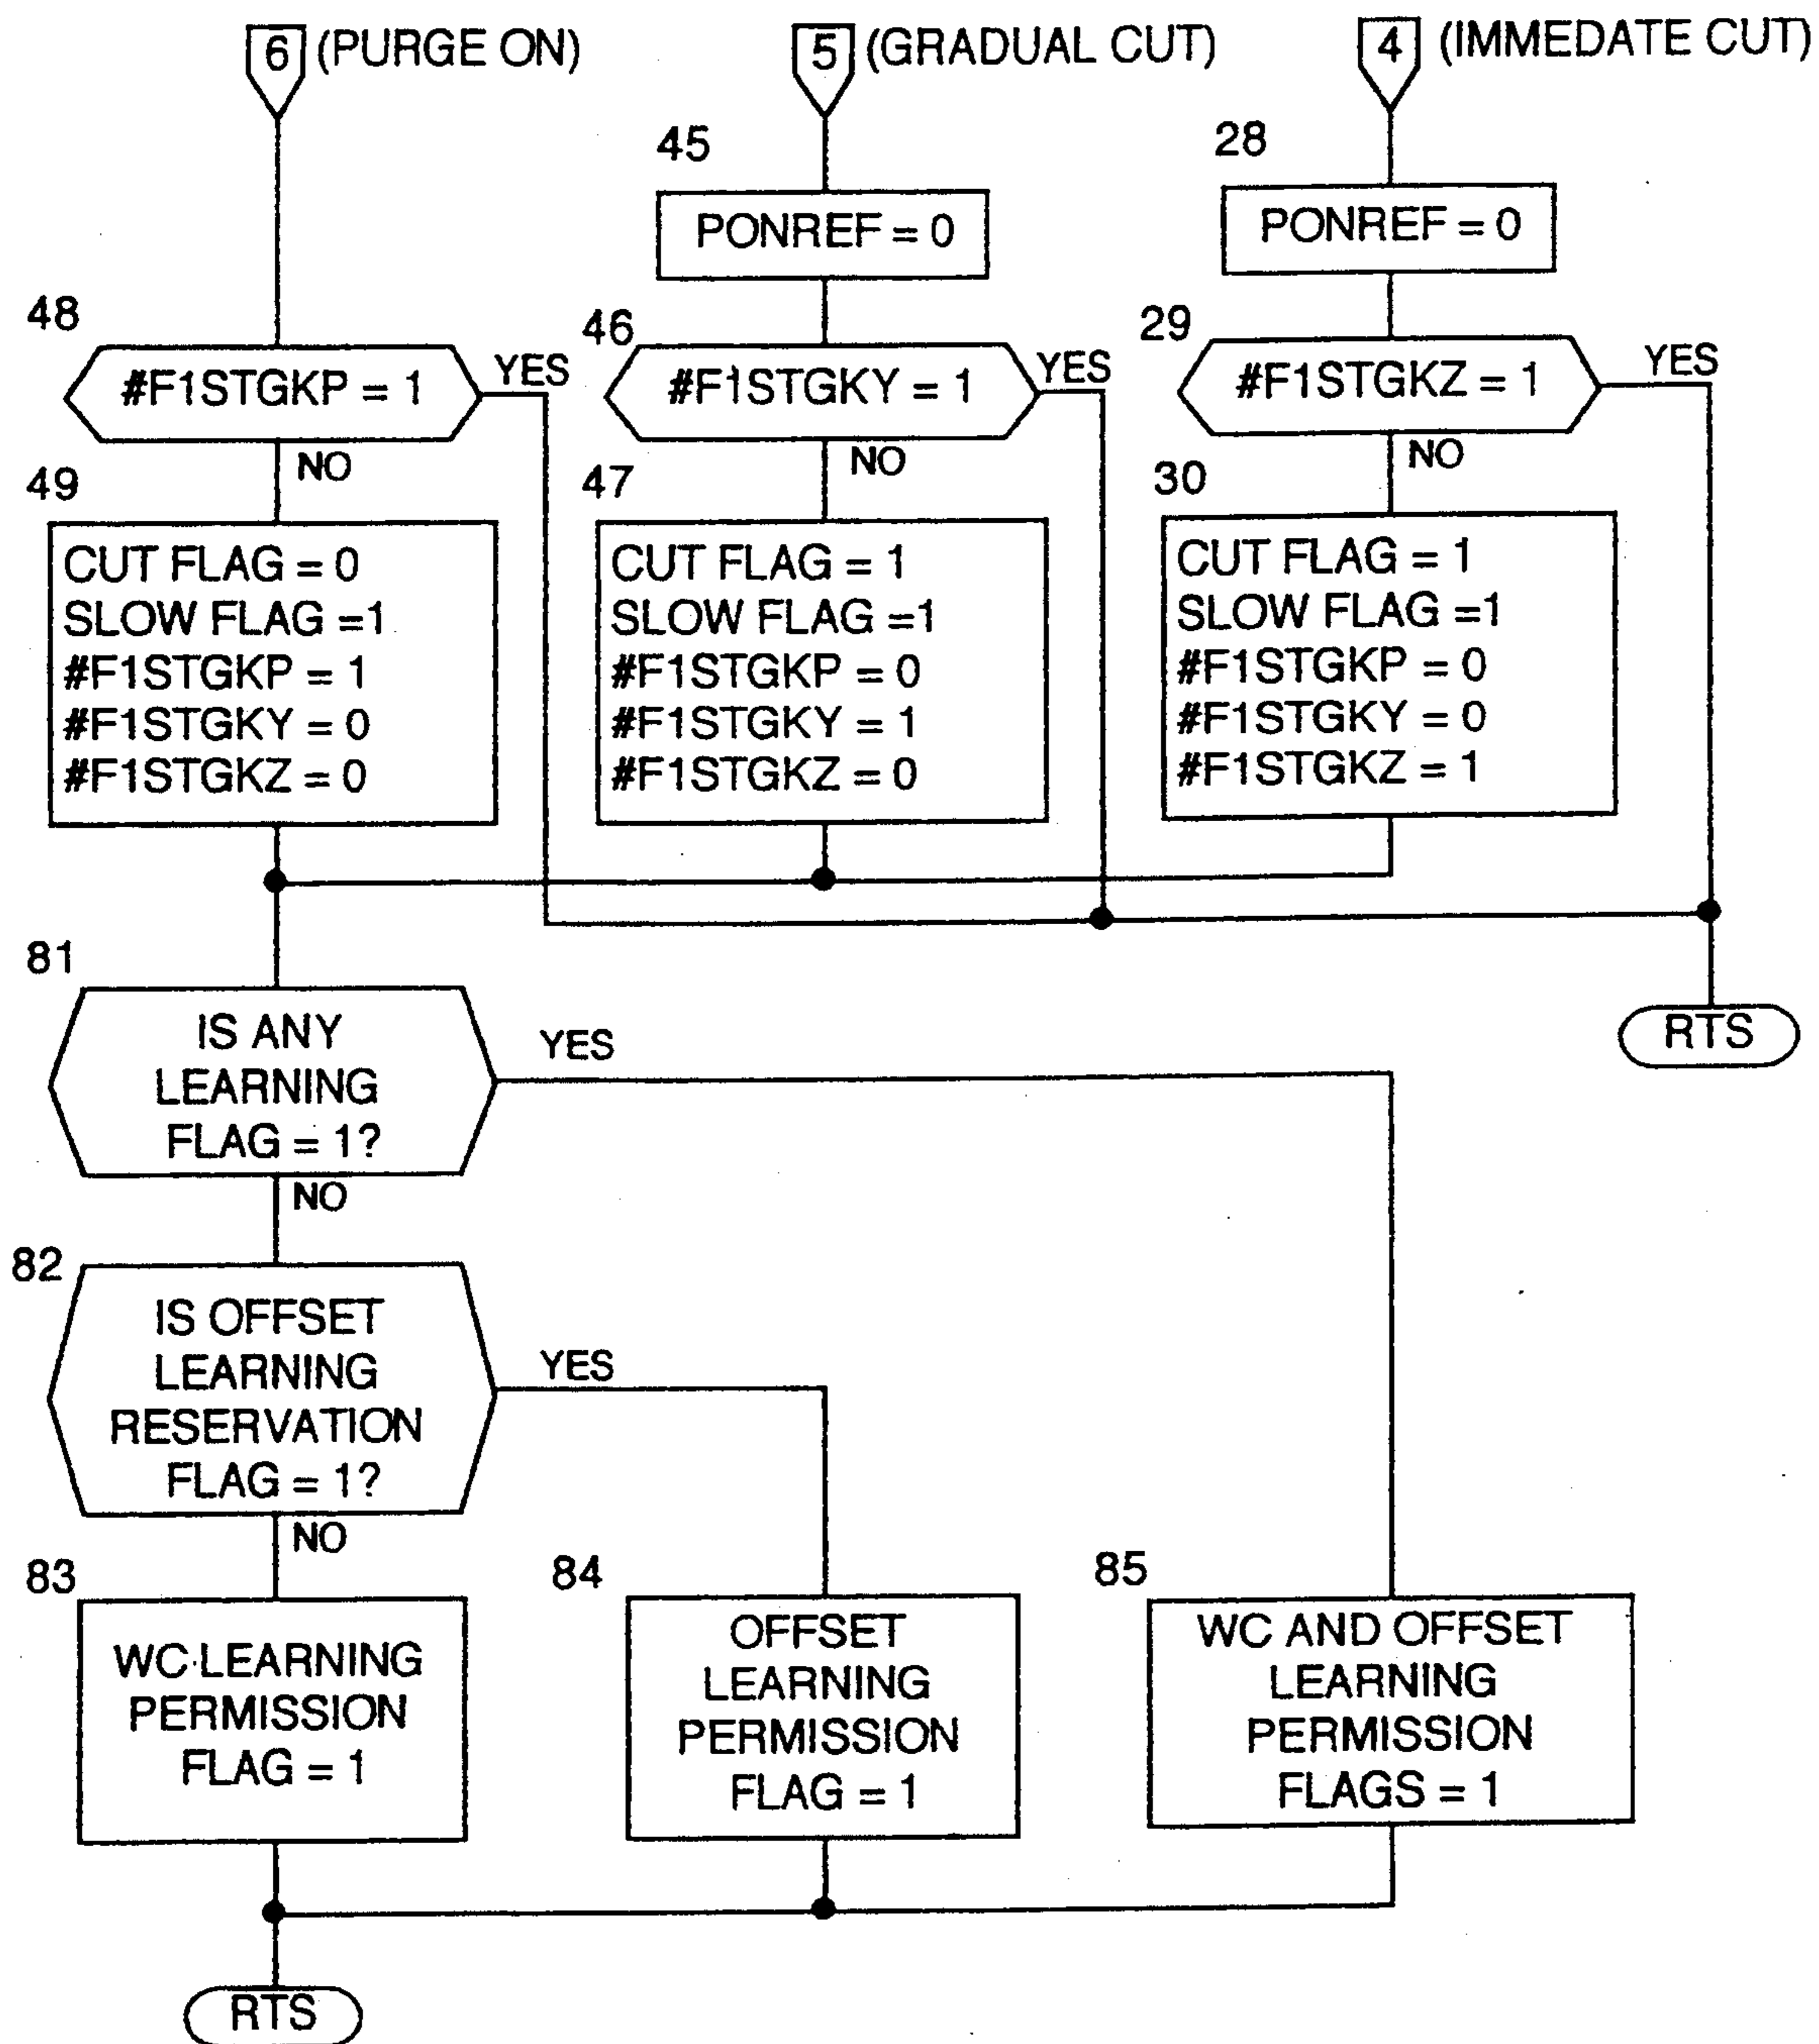 6 (PURGE ON)
5 (GRADUAL CUT)
4 (IMMEDATE CUT)
45
PONREF = 0
28
PONREF = 0
48
#F1STGKP = 1
YES
NO
46
#F1STGKY = 1
YES
NO
29
#F1STGKZ = 1
YES
NO
49
CUT FLAG = 0
SLOW FLAG =1
#F1STGKP = 1
#F1STGKY = 0
#F1STGKZ = 0
47
CUT FLAG = 1
SLOW FLAG =1
#F1STGKP = 0
#F1STGKY = 1
#F1STGKZ = 0
30
CUT FLAG = 1
SLOW FLAG =1
#F1STGKP = 0
#F1STGKY = 0
#F1STGKZ = 1
RTS
81
IS ANY
LEARNING
FLAG = 1?
YES
NO
82
IS OFFSET
LEARNING
RESERVATION
FLAG = 1?
YES
NO
83
WC LEARNING
PERMISSION
FLAG = 1
84
OFFSET
LEARNING
PERMISSION
FLAG = 1
85
WC AND OFFSET
LEARNING
PERMISSION
FLAGS = 1
RTS